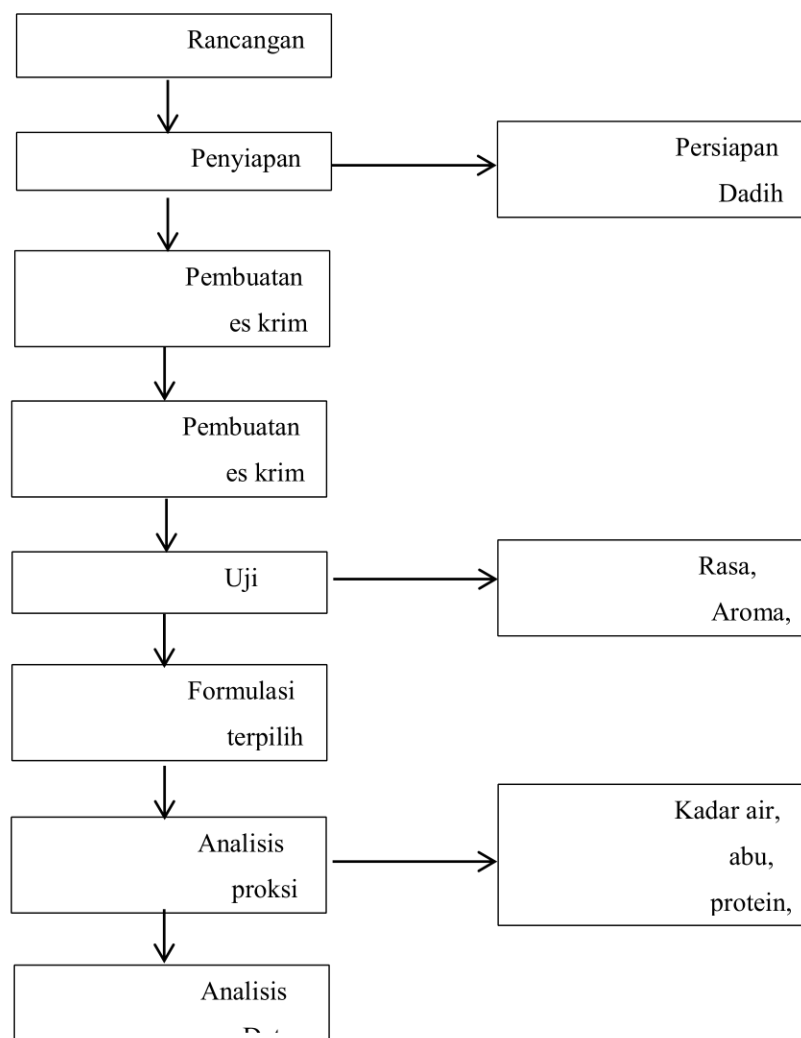 Rancangan
Penyiapan
Persiapan
Dadih
Pembuatan
es krim
Pembuatan
es krim
Uji
Rasa,
Aroma,
Formulasi
terpilih
Analisis
proksi
Kadar air,
abu,
protein,
Analisis